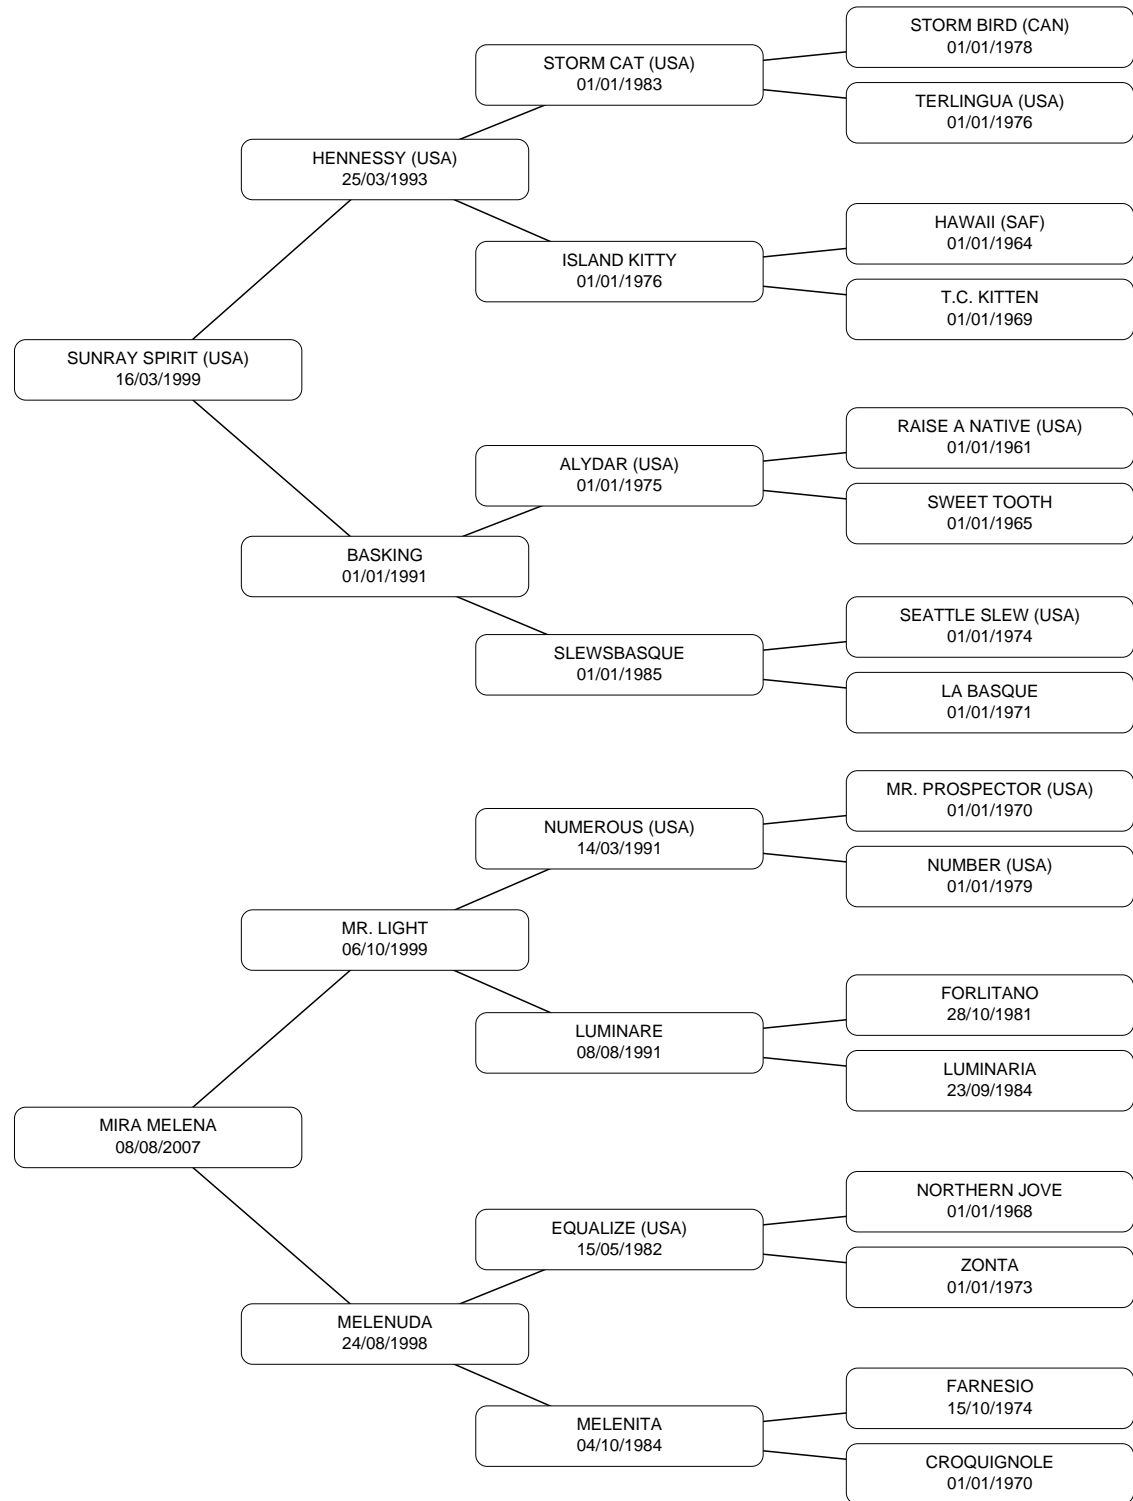 STORM BIRD (CAN)
01/01/1978
STORM CAT (USA)
01/01/1983
TERLINGUA (USA)
01/01/1976
HENNESSY (USA)
25/03/1993
HAWAII (SAF)
01/01/1964
ISLAND KITTY
01/01/1976
T.C. KITTEN
01/01/1969
SUNRAY SPIRIT (USA)
16/03/1999
RAISE A NATIVE (USA)
01/01/1961
ALYDAR (USA)
01/01/1975
SWEET TOOTH
01/01/1965
BASKING
01/01/1991
SEATTLE SLEW (USA)
01/01/1974
SLEWSBASQUE
01/01/1985
LA BASQUE
01/01/1971
MR. PROSPECTOR (USA)
01/01/1970
NUMEROUS (USA)
14/03/1991
NUMBER (USA)
01/01/1979
MR. LIGHT
06/10/1999
FORLITANO
28/10/1981
LUMINARE
08/08/1991
LUMINARIA
23/09/1984
MIRA MELENA
08/08/2007
NORTHERN JOVE
01/01/1968
EQUALIZE (USA)
15/05/1982
ZONTA
01/01/1973
MELENUDA
24/08/1998
FARNESIO
15/10/1974
MELENITA
04/10/1984
CROQUIGNOLE
01/01/1970